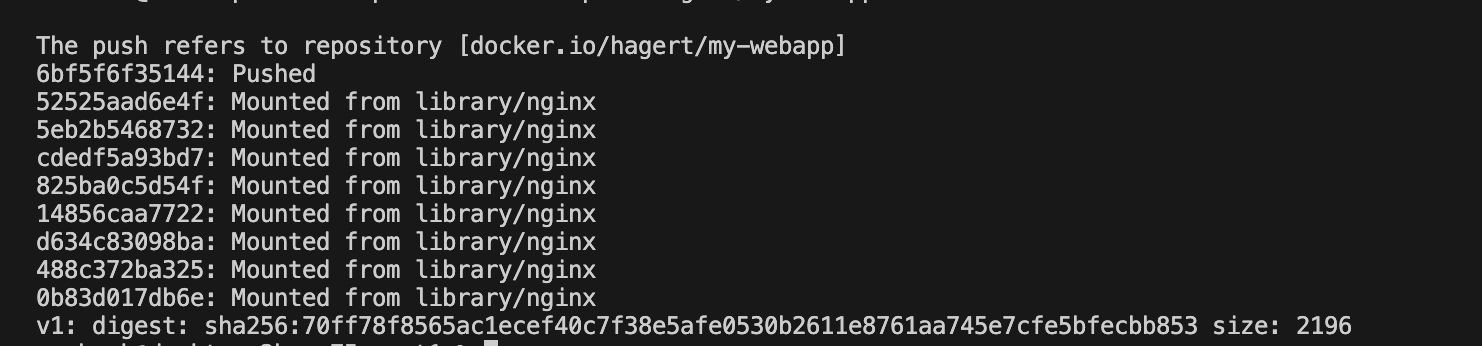 The push refers to repository [docker.io/hagert/my-webapp]
6bf5f6f35144: Pushed
52525aad6e4f: Mounted from library/nginx
5eb2b5468732: Mounted from library/nginx
cdedf5a93bd7: Mounted from library/nginx
825ba0c5d54f: Mounted from library/nginx
14856caa7722: Mounted from library/nginx
d634c83098ba: Mounted from library/nginx
488c372ba325: Mounted from library/nginx
0b83d017db6e: Mounted from library/nginx
v1: digest: sha256:70ff78f8565ac1ecef40c7f38e5afe0530b2611e8761aa745e7cfe5bfecbb853 size: 2196